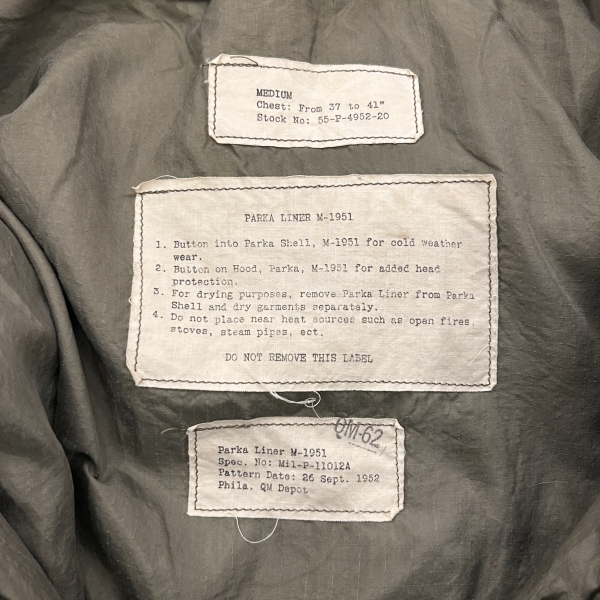 MEDIUM
Chest: From 37 to 41"
Stock No: 55-P-4952-20
PARKA LINER M-1951
1. Button into Parka Shell, M-1951 for cold weather
wear.
2. Button on Hood, Parka, M-1951 for added head
protection.
3. For drying purposes, remove Parka Liner from Parka
Shell and dry garments separately.
4. Do not place near heat sources such as open fires,
stoves, steam pipes, ect.
DO NOT REMOVE THIS LABEL
QM-62
Parka Liner M-1951
Spec. No: Mil-P-11012A
Pattern Date: 26 Sept. 1952
Phila. QM Depot